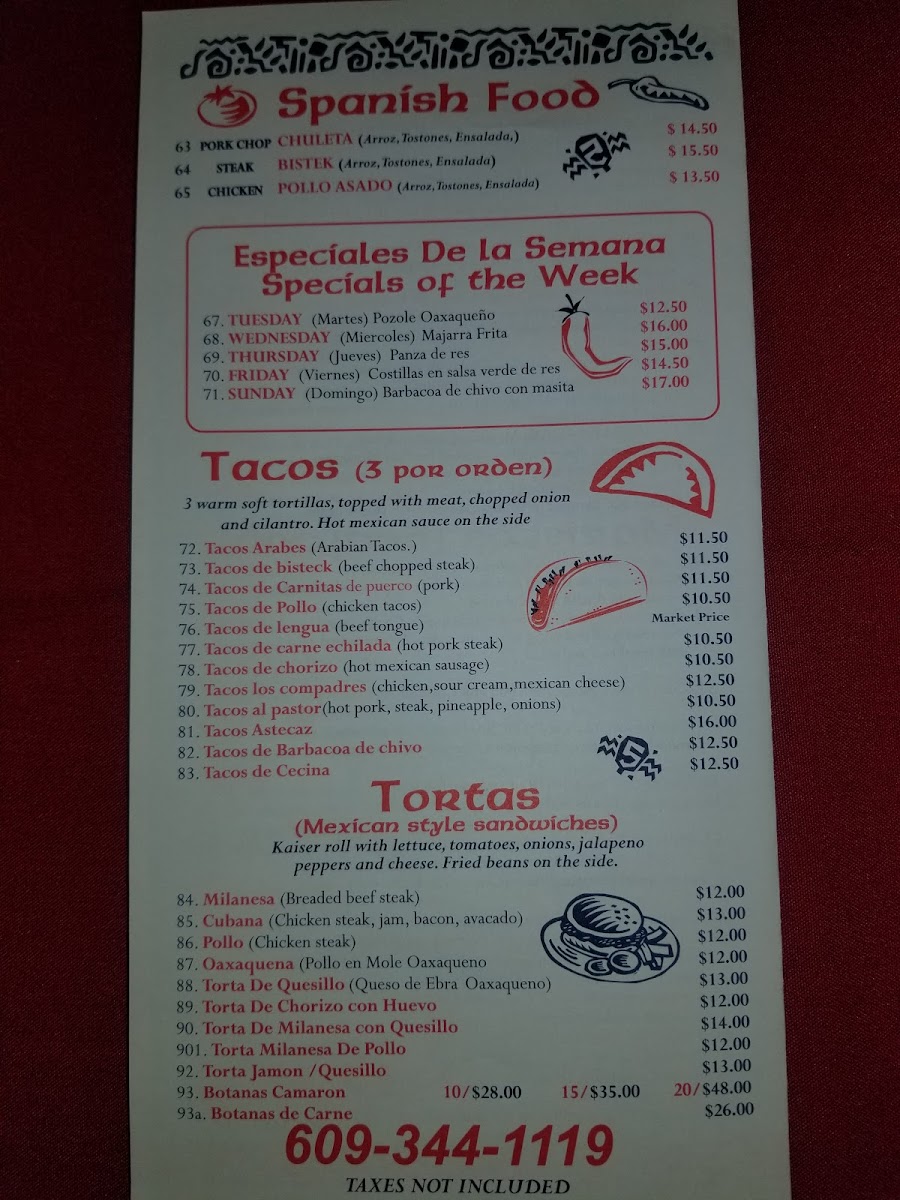 Spanish Food
63 PORK CHOP CHULETA (Arroz, Tostones, Ensalada,) $ 14.50
64 STEAK BISTEK (Arroz, Tostones, Ensalada) $ 15.50
65 CHICKEN POLLO ASADO (Arroz, Tostones, Ensalada) $ 13.50
Especiales De la Semana
Specials of the Week
67. TUESDAY (Martes) Pozole Oaxaqueño $12.50
68. WEDNESDAY (Miercoles) Majarra Frita $16.00
69. THURSDAY (Jueves) Panza de res $15.00
70. FRIDAY (Viernes) Costillas en salsa verde de res $14.50
71. SUNDAY (Domingo) Barbacoa de chivo con masita $17.00
Tacos (3 por orden)
3 warm soft tortillas, topped with meat, chopped onion
and cilantro. Hot mexican sauce on the side
72. Tacos Arabes (Arabian Tacos.) $11.50
73. Tacos de bisteck (beef chopped steak) $11.50
74. Tacos de Carnitas de puerco (pork) $11.50
75. Tacos de Pollo (chicken tacos) $10.50
76. Tacos de lengua (beef tongue) Market Price
77. Tacos de carne echilada (hot pork steak) $10.50
78. Tacos de chorizo (hot mexican sausage) $10.50
79. Tacos los compadres (chicken,sour cream,mexican cheese) $12.50
80. Tacos al pastor(hot pork, steak, pineapple, onions) $10.50
81. Tacos Astecaz $16.00
82. Tacos de Barbacoa de chivo $12.50
83. Tacos de Cecina $12.50
Tortas
(Mexican style sandwiches)
Kaiser roll with lettuce, tomatoes, onions, jalapeno
peppers and cheese. Fried beans on the side.
84. Milanesa (Breaded beef steak) $12.00
85. Cubana (Chicken steak, jam, bacon, avacado) $13.00
86. Pollo (Chicken steak) $12.00
87. Oaxaquena (Pollo en Mole Oaxaqueno $12.00
88. Torta De Quesillo (Queso de Ebra Oaxaqueno) $13.00
89. Torta De Chorizo con Huevo $12.00
90. Torta De Milanesa con Quesillo $14.00
901. Torta Milanesa De Pollo $12.00
92. Torta Jamon /Quesillo $13.00
93. Botanas Camaron 10/$28.00 15/$35.00 20/$48.00
93a. Botanas de Carne $26.00
609-344-1119
TAXES NOT INCLUDED